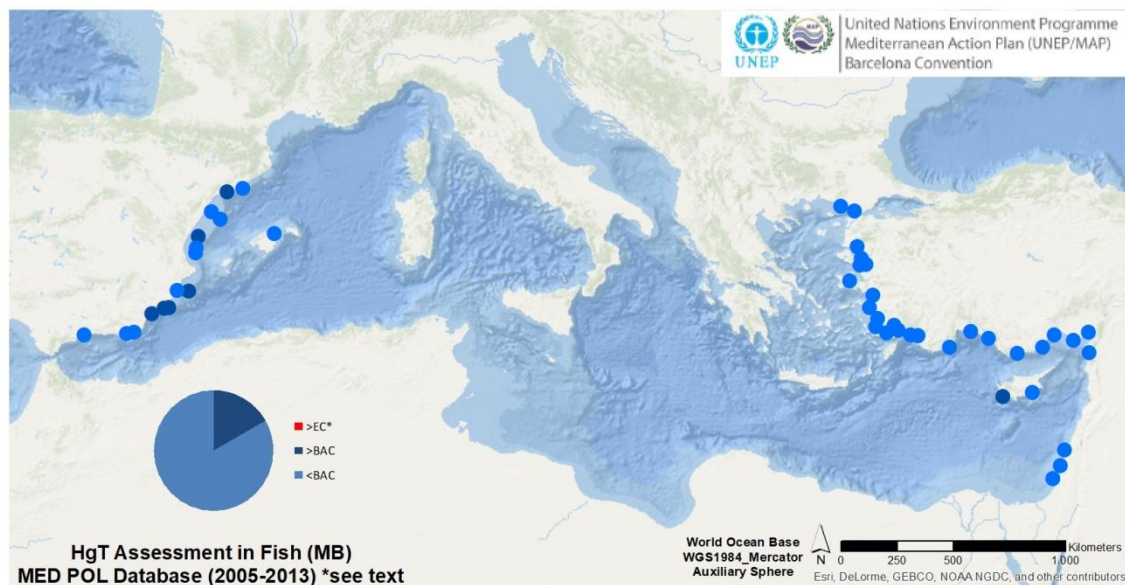 UNEP
United Nations Environment Programme
Mediterranean Action Plan (UNEP/MAP)
Barcelona Convention
>EC*
>BAC
<BAC
HgT Assessment in Fish (MB)
MED POL Database (2005-2013) *see text
World Ocean Base
WGS1984_Mercator
Auxiliary Sphere
N
Kilometers
0 250 500 1.000
Esri, DeLorme, GEBCO, NOAA NGDC, and other contributors